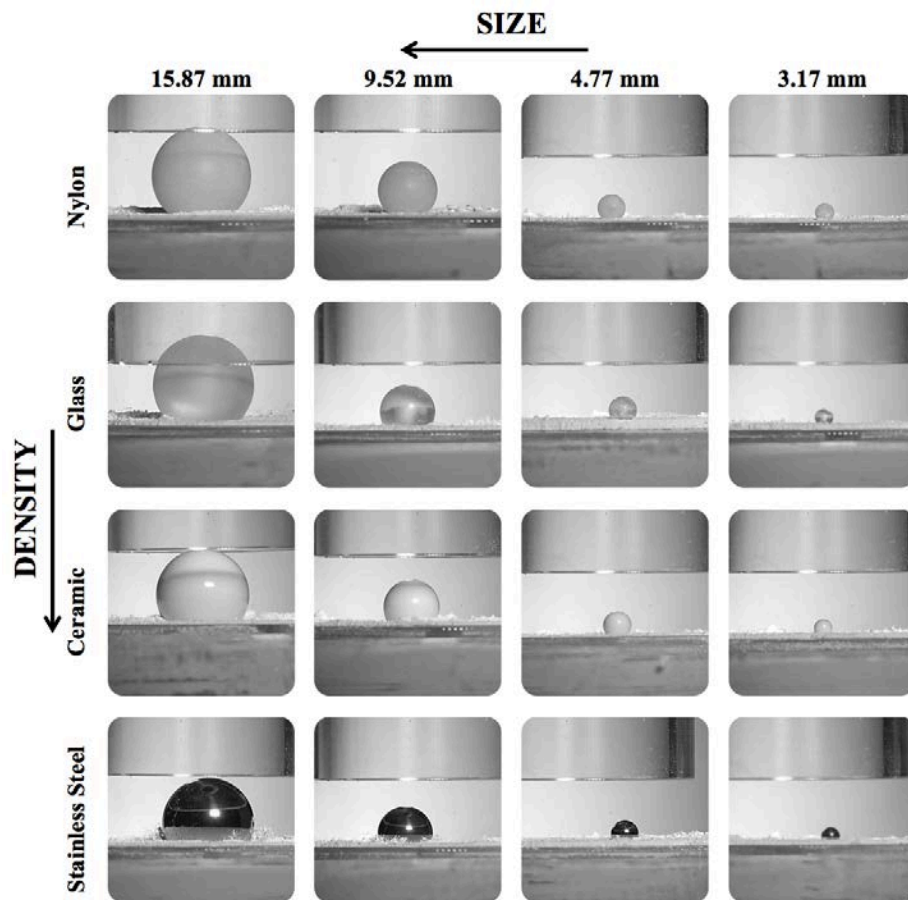 SIZE
15.87 mm
9.52 mm
4.77 mm
3.17 mm
Nylon
Glass
DENSITY
Ceramic
Stainless Steel